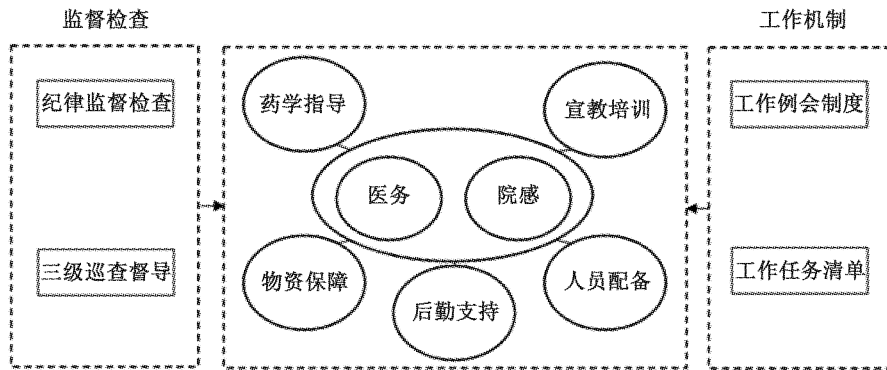 监督检查
工作机制
纪律监督检查
药学指导
宣教培训
工作例会制度
医务
院感
三级巡查督导
物资保障
后勤支持
人员配备
工作任务清单